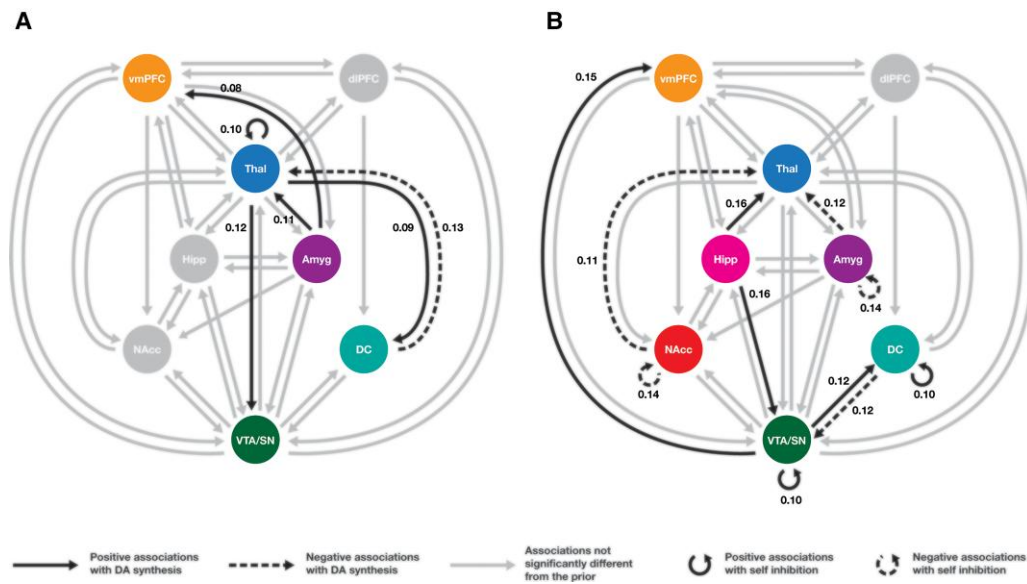 A
vmPFC
dlPFC
0.08
0.10
Thal
0.12
0.11
0.09
0.13
Hipp
Amyg
NAcc
DC
VTA/SN
B
0.15
vmPFC
dlPFC
Thal
0.16
0.12
0.11
Hipp
Amyg
0.16
0.14
NAcc
DC
0.14
0.12
0.12
0.10
VTA/SN
0.10
Positive associations
with DA synthesis
Negative associations
with DA synthesis
Associations not
significantly different
from the prior
Positive associations
with self inhibition
Negative associations
with self inhibition